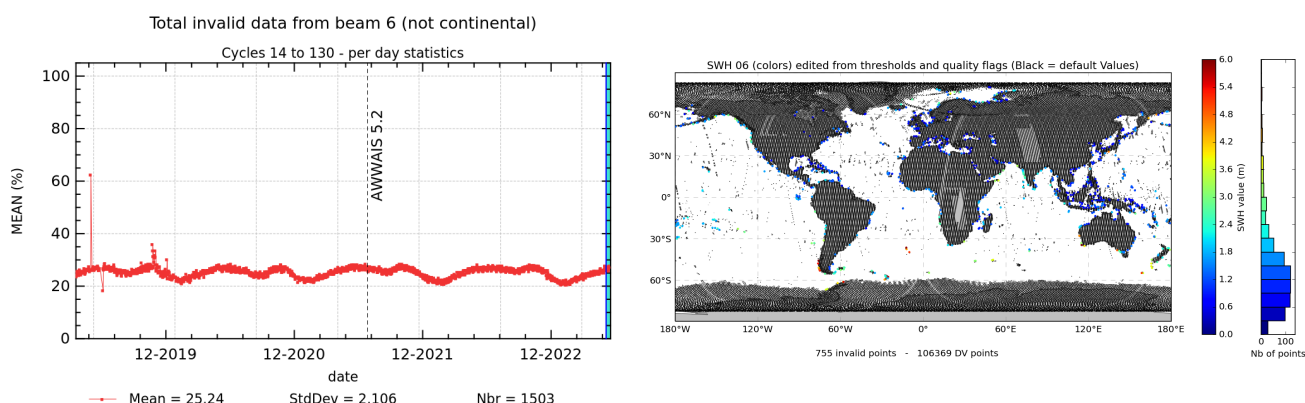 Total invalid data from beam 6 (not continental)
Cycles 14 to 130 - per day statistics
100
80
60
40
20
0
MEAN (%)
AWWAIS 5.2
12-2019
12-2020
12-2021
12-2022
date
Mean = 25.24 StdDev = 2.106 Nbr = 1503
SWH 06 (colors) edited from thresholds and quality flags (Black = default Values)
60°N
30°N
0°
30°S
60°S
180°W 120°W 60°W 0° 60°E 120°E 180°E
755 invalid points - 106369 DV points
6.0
5.4
4.8
4.2
3.6
3.0
2.4
1.8
1.2
0.6
0.0
SWH value (m)
0 100
Nb of points